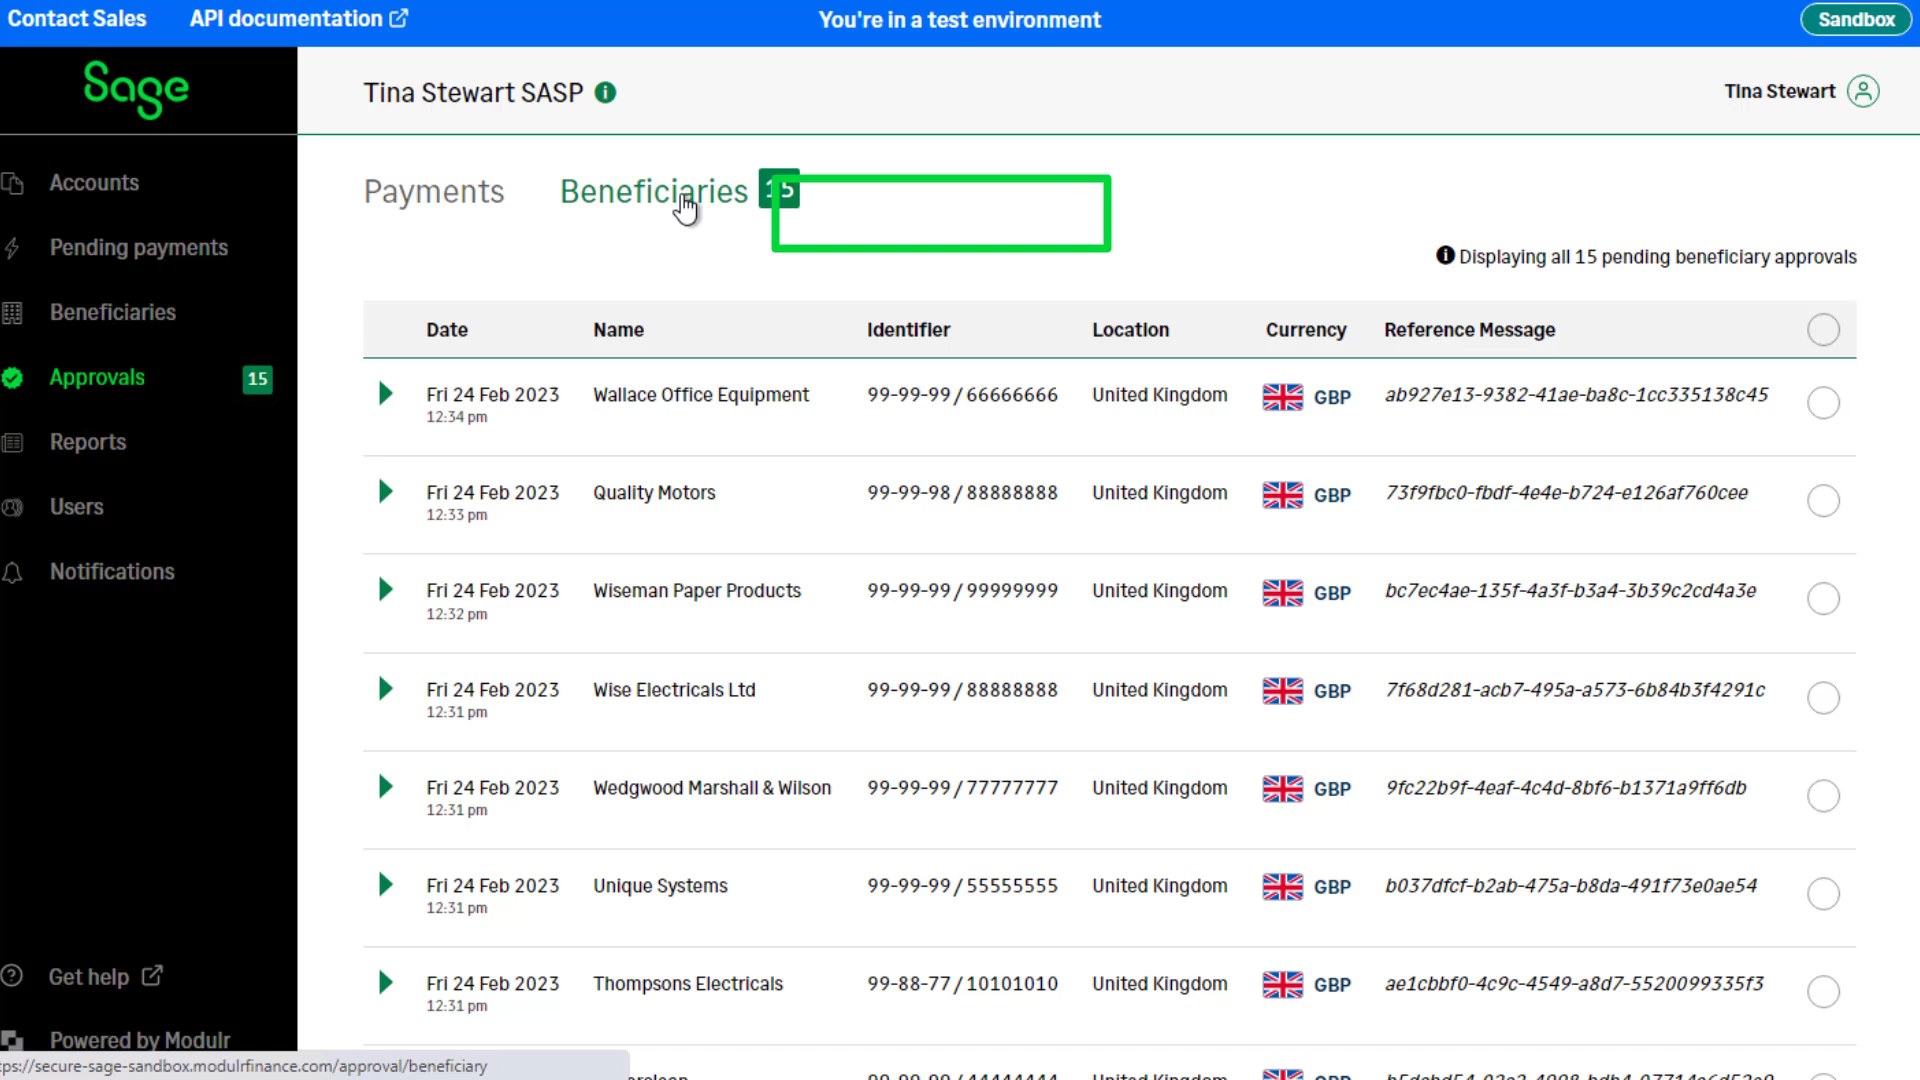 Contact Sales API documentation You're in a test environment Sandbox
Sage
Tina Stewart SASP
Tina Stewart
Accounts
Pending payments
Beneficiaries
Approvals 15
Reports
Users
Notifications
Get help
Powered by Modulr
Payments Beneficiaries 15
Displaying all 15 pending beneficiary approvals
Date Name Identifier Location Currency Reference Message
Fri 24 Feb 2023 Wallace Office Equipment 99-99-99 / 66666666 United Kingdom GBP ab927e13-9382-41ae-ba8c-1cc335138c45
12:34 pm
Fri 24 Feb 2023 Quality Motors 99-99-98 / 88888888 United Kingdom GBP 73f9fbc0-fbdf-4e4e-b724-e126af760cee
12:33 pm
Fri 24 Feb 2023 Wiseman Paper Products 99-99-99 / 99999999 United Kingdom GBP bc7ec4ae-135f-4a3f-b3a4-3b39c2cd4a3e
12:32 pm
Fri 24 Feb 2023 Wise Electricals Ltd 99-99-99 / 88888888 United Kingdom GBP 7f68d281-acb7-495a-a573-6b84b3f4291c
12:31 pm
Fri 24 Feb 2023 Wedgwood Marshall & Wilson 99-99-99 / 77777777 United Kingdom GBP 9fc22b9f-4eaf-4c4d-8bf6-b1371a9ff6db
12:31 pm
Fri 24 Feb 2023 Unique Systems 99-99-99 / 55555555 United Kingdom GBP b037dfcf-b2ab-475a-b8da-491f73e0ae54
12:31 pm
Fri 24 Feb 2023 Thompsons Electricals 99-88-77 / 10101010 United Kingdom GBP ae1cbbf0-4c9c-4549-a8d7-5520099335f3
12:31 pm
tps://secure-sage-sandbox.modulrfinance.com/approval/beneficiary